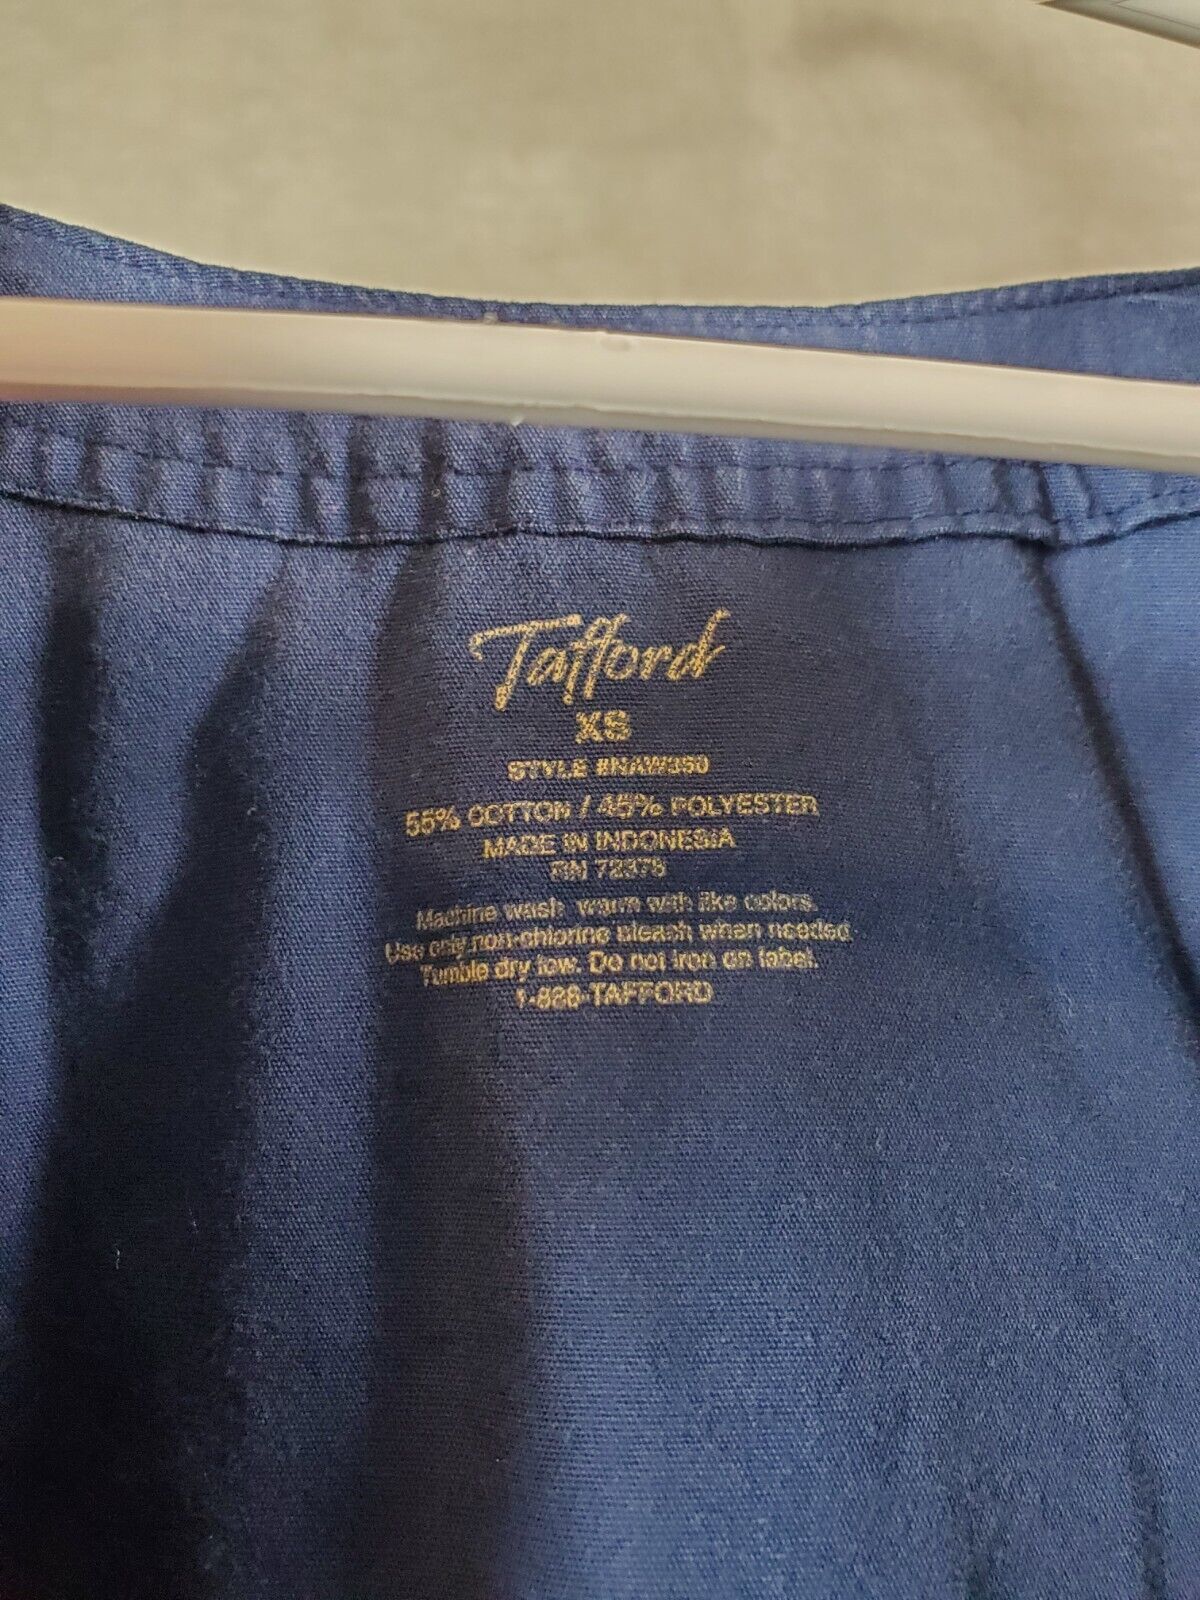 Tafford
XS
STYLE #NAW350
55% COTTON / 45% POLYESTER
MADE IN INDONESIA
RN
Machine wash warm with like colors.
Use only non-chlorine bleach when needed.
Tumble dry low. Do not iron on label.
1-888-TAFFORD